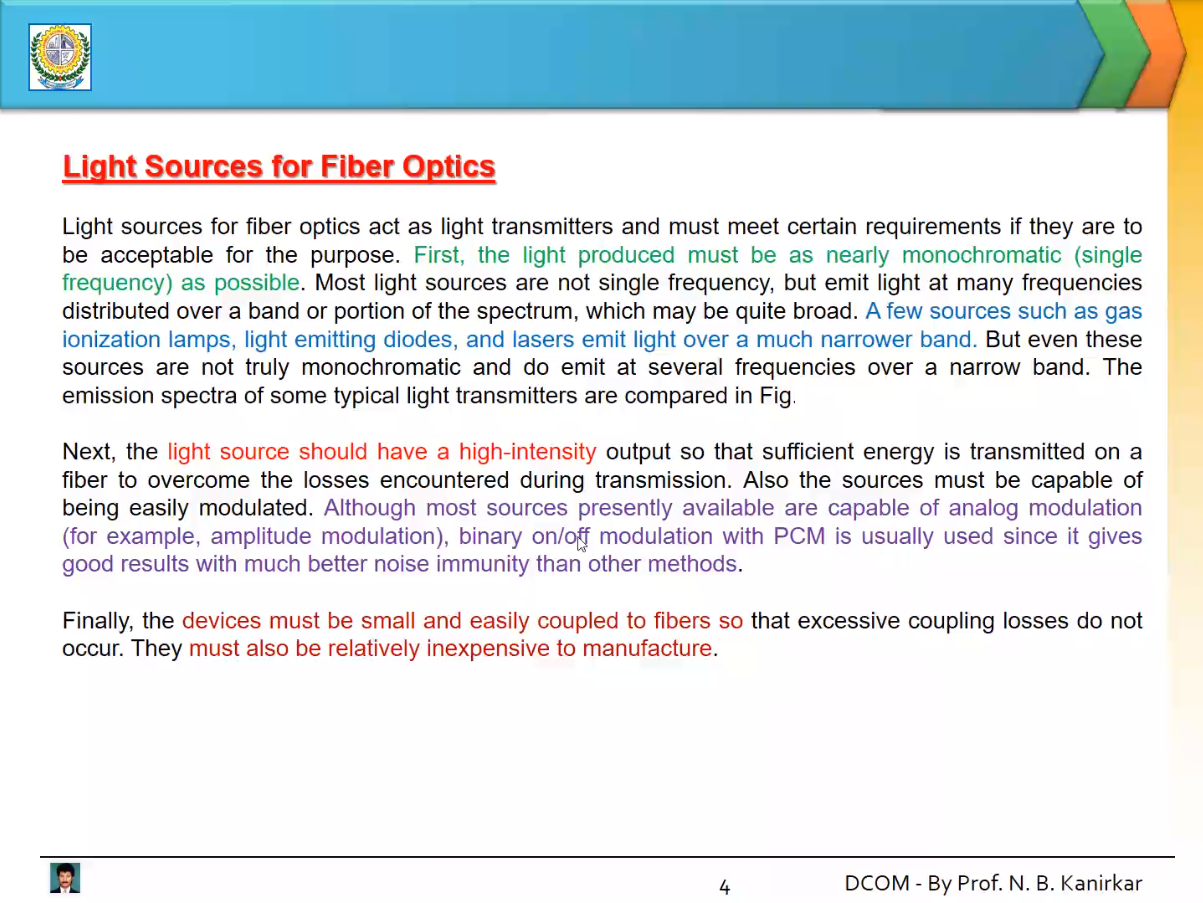 Light Sources for Fiber Optics
Light sources for fiber optics act as light transmitters and must meet certain requirements if they are to
be acceptable for the purpose. First, the light produced must be as nearly monochromatic (single
frequency) as possible. Most light sources are not single frequency, but emit light at many frequencies
distributed over a band or portion of the spectrum, which may be quite broad. A few sources such as gas
ionization lamps, light emitting diodes, and lasers emit light over a much narrower band. But even these
sources are not truly monochromatic and do emit at several frequencies over a narrow band. The
emission spectra of some typical light transmitters are compared in Fig.
Next, the light source should have a high-intensity output so that sufficient energy is transmitted on a
fiber to overcome the losses encountered during transmission. Also the sources must be capable of
being easily modulated. Although most sources presently available are capable of analog modulation
(for example, amplitude modulation), binary on/off modulation with PCM is usually used since it gives
good results with much better noise immunity than other methods.
Finally, the devices must be small and easily coupled to fibers so that excessive coupling losses do not
occur. They must also be relatively inexpensive to manufacture.
4
DCOM - By Prof. N. B. Kanirkar